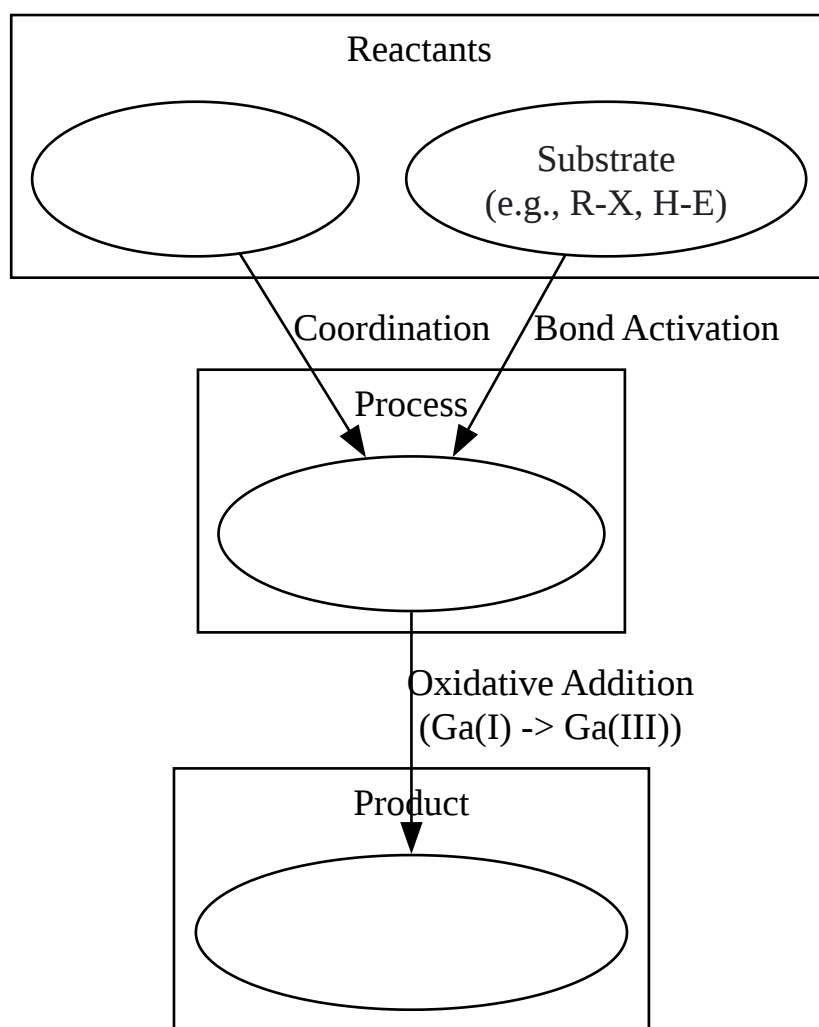 Reactants
Substrate
(e.g., R-X, H-E)
Coordination
Bond Activation
Process
Oxidative Addition
(Ga(I) -> Ga(III))
Product